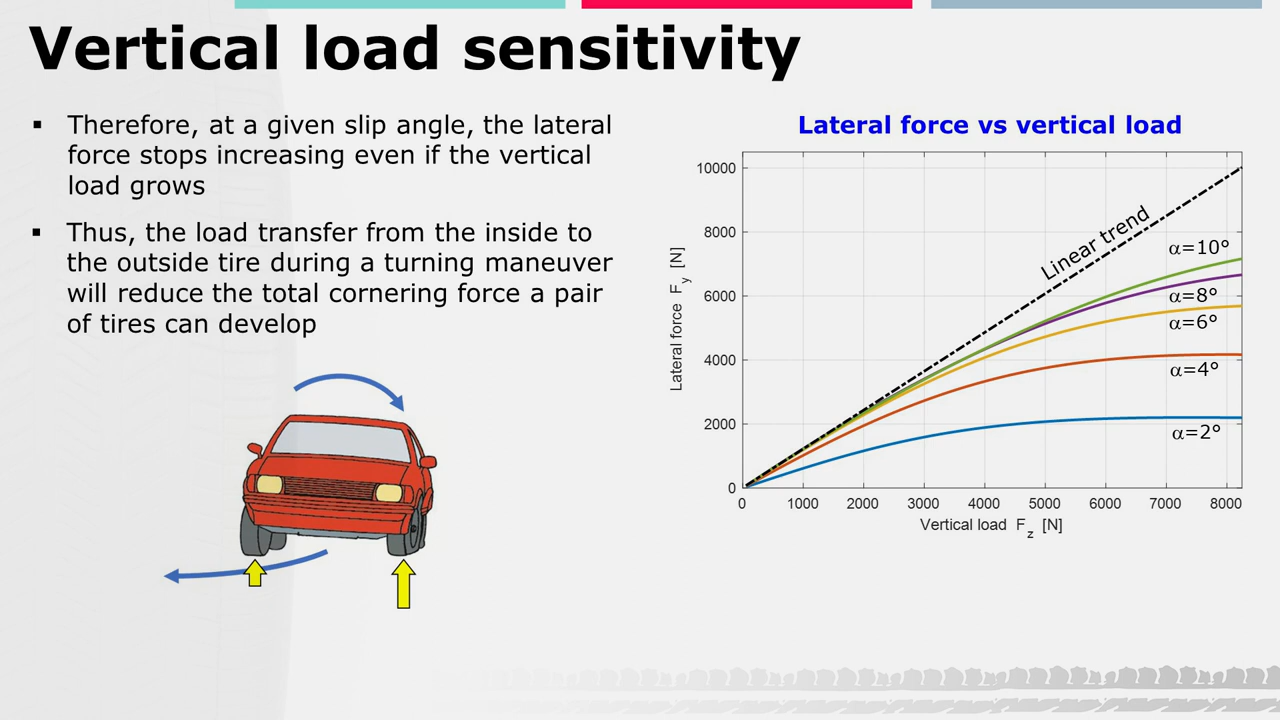 Vertical load sensitivity
▪ Therefore, at a given slip angle, the lateral
force stops increasing even if the vertical
load grows
▪ Thus, the load transfer from the inside to
the outside tire during a turning maneuver
will reduce the total cornering force a pair
of tires can develop
Lateral force vs vertical load
Lateral force F_y [N]
10000
8000
6000
4000
2000
0
Linear trend
α=10°
α=8°
α=6°
α=4°
α=2°
0 1000 2000 3000 4000 5000 6000 7000 8000
Vertical load F_z [N]